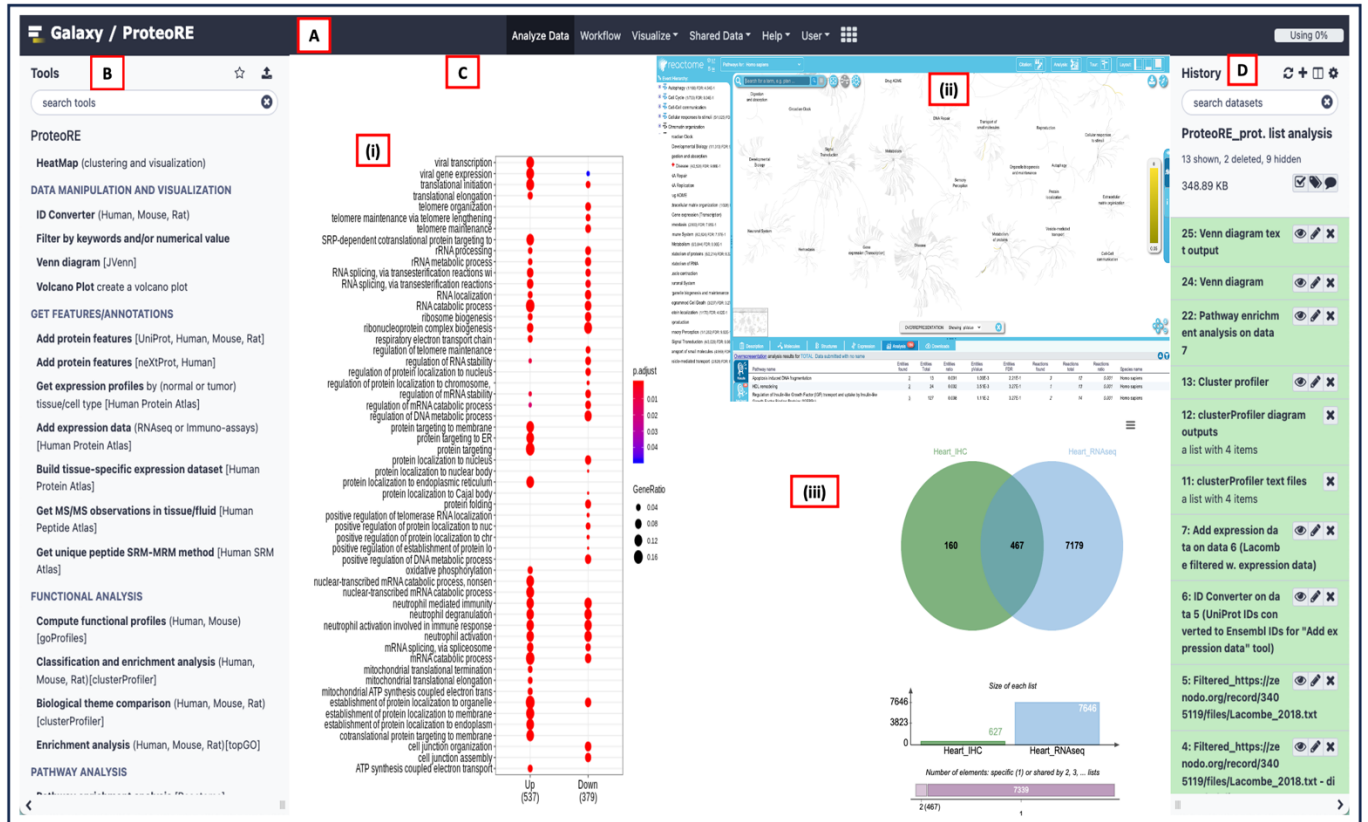 Galaxy / ProteoRE
A
Analyze Data
Workflow
Visualize
Shared Data
Help
User
Using 0%
Tools
B
search tools
ProteoRE
HeatMap (clustering and visualization)
DATA MANIPULATION AND VISUALIZATION
ID Converter (Human, Mouse, Rat)
Filter by keywords and/or numerical value
Venn diagram [JVenn]
Volcano Plot create a volcano plot
GET FEATURES/ANNOTATIONS
Add protein features [UniProt, Human, Mouse, Rat]
Add protein features [neXtProt, Human]
Get expression profiles by (normal or tumor)
tissue/cell type [Human Protein Atlas]
Add expression data (RNAseq or Immuno-assays)
[Human Protein Atlas]
Build tissue-specific expression dataset [Human
Protein Atlas]
Get MS/MS observations in tissue/fluid [Human
Peptide Atlas]
Get unique peptide SRM-MRM method [Human SRM
Atlas]
FUNCTIONAL ANALYSIS
Compute functional profiles (Human, Mouse)
[goProfiles]
Classification and enrichment analysis (Human,
Mouse, Rat)[clusterProfiler]
Biological theme comparison (Human, Mouse, Rat)
[clusterProfiler]
Enrichment analysis (Human, Mouse, Rat)[topGO]
PATHWAY ANALYSIS
C
(i)
viral transcription
viral gene expression
translational initiation
translational elongation
telomere organization
telomere maintenance via telomere lengthening
telomere maintenance
SRP-dependent cotranslational protein targeting to
rRNA processing
rRNA metabolic process
RNA splicing, via transesterification reactions wi
RNA splicing, via transesterification reactions
RNA localization
RNA catabolic process
ribosome biogenesis
ribonucleoprotein complex biogenesis
respiratory electron transport chain
regulation of telomere maintenance
regulation of RNA stability
regulation of protein localization to nucleus
regulation of protein localization to chromosome,
regulation of mRNA stability
regulation of mRNA catabolic process
regulation of DNA metabolic process
protein targeting to membrane
protein targeting to ER
protein targeting
protein localization to nucleus
protein localization to nuclear body
protein localization to endoplasmic reticulum
protein localization to Cajal body
protein folding
positive regulation of telomerase RNA localization
positive regulation of protein localization to nuc
positive regulation of protein localization to chr
positive regulation of establishment of protein lo
positive regulation of DNA metabolic process
oxidative phosphorylation
nuclear-transcribed mRNA catabolic process, nonsen
nuclear-transcribed mRNA catabolic process
neutrophil mediated immunity
neutrophil degranulation
neutrophil activation involved in immune response
neutrophil activation
mRNA splicing, via spliceosome
mRNA catabolic process
mitochondrial translational termination
mitochondrial translational elongation
mitochondrial ATP synthesis coupled electron trans
establishment of protein localization to organelle
establishment of protein localization to membrane
establishment of protein localization to endoplasm
cotranslational protein targeting to membrane
cell junction organization
cell junction assembly
ATP synthesis coupled electron transport
Up
(537)
Down
(379)
p.adjust
0.01
0.02
0.03
0.04
GeneRatio
0.04
0.08
0.12
0.16
reactome
(ii)
DNA Repair
Reproduction
Metabolism
Disease
Autophagy
Sensory
Perception
Description
Molecules
Structures
Expression
Analysis
Downloads
Pathway name
Species name
Homo sapiens
Homo sapiens
Homo sapiens
(iii)
Heart_IHC
Heart_RNAseq
160
467
7179
Size of each list
7646
3823
0
627
7646
Heart_IHC
Heart_RNAseq
Number of elements: specific (1) or shared by 2, 3, ... lists
7339
2 (467)
1
History
D
search datasets
ProteoRE_prot. list analysis
13 shown, 2 deleted, 9 hidden
348.89 KB
25: Venn diagram tex
t output
24: Venn diagram
22: Pathway enrichm
ent analysis on data
7
13: Cluster profiler
12: clusterProfiler diagram
outputs
a list with 4 items
11: clusterProfiler text files
a list with 4 items
7: Add expression da
ta on data 6 (Lacomb
e filtered w. expression data)
6: ID Converter on da
ta 5 (UniProt IDs con
verted to Ensembl IDs for "Add ex
pression data" tool)
5: Filtered_https://ze
nodo.org/record/340
5119/files/Lacombe_2018.txt
4: Filtered_https://ze
nodo.org/record/340
5119/files/Lacombe_2018.txt - di